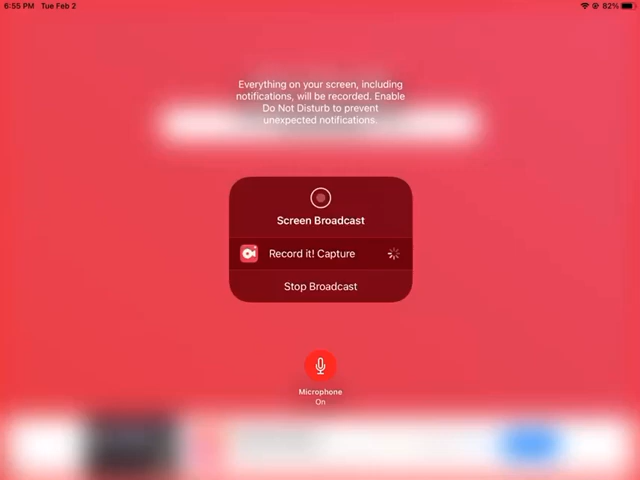 6:55 PM Tue Feb 2
82%
Everything on your screen, including
notifications, will be recorded. Enable
Do Not Disturb to prevent
unexpected notifications.
Screen Broadcast
Record it! Capture
Stop Broadcast
Microphone
On